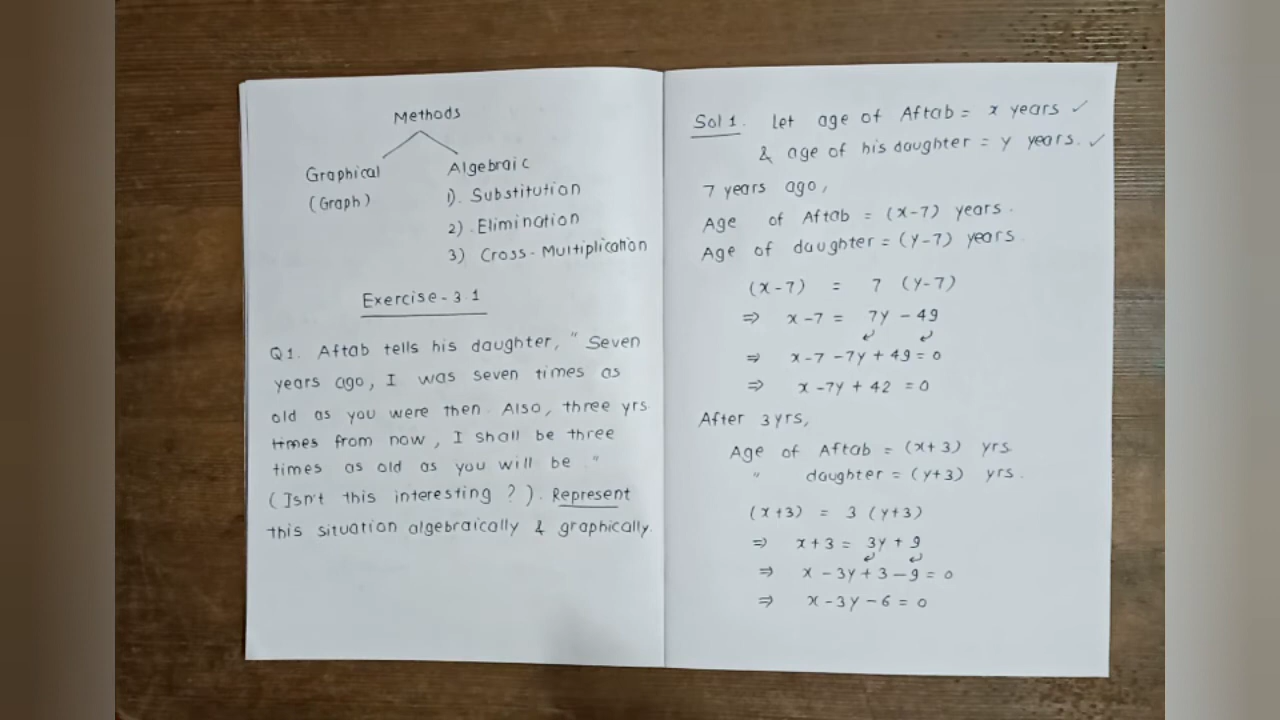 Methods
Graphical
(Graph)
Algebraic
1). Substitution
2). Elimination
3) Cross-Multiplication
Exercise-3.1
Q1. Aftab tells his daughter, "Seven
years ago, I was seven times as
old as you were then. Also, three yrs
times from now, I shall be three
times as old as you will be "
(Isn't this interesting ?). Represent
this situation algebraically & graphically.
Sol 1. Let age of Aftab = x years ✓
& age of his daughter = y years. ✓
7 years ago,
Age of Aftab = (x-7) years.
Age of daughter = (y-7) years.
(x-7) = 7 (y-7)
⇒ x-7 = 7y - 49
⇒ x-7-7y+49=0
⇒ x-7y+42 =0
After 3yrs,
Age of Aftab = (x+3) yrs.
" daughter = (y+3) yrs.
(x+3) = 3 (y+3)
⇒ x+3 = 3y+9
⇒ x-3y+3-9=0
⇒ x-3y-6=0